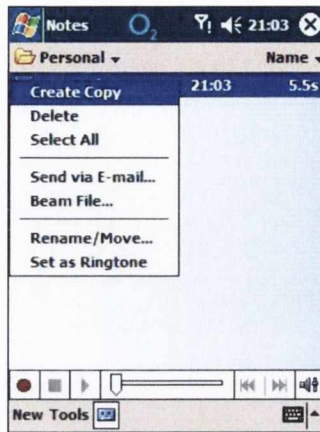 Notes O2 21:03
Personal Name
Create Copy 21:03 5.5s
Delete
Select All
Send via E-mail...
Beam File...
Rename/Move...
Set as Ringtone
New Tools